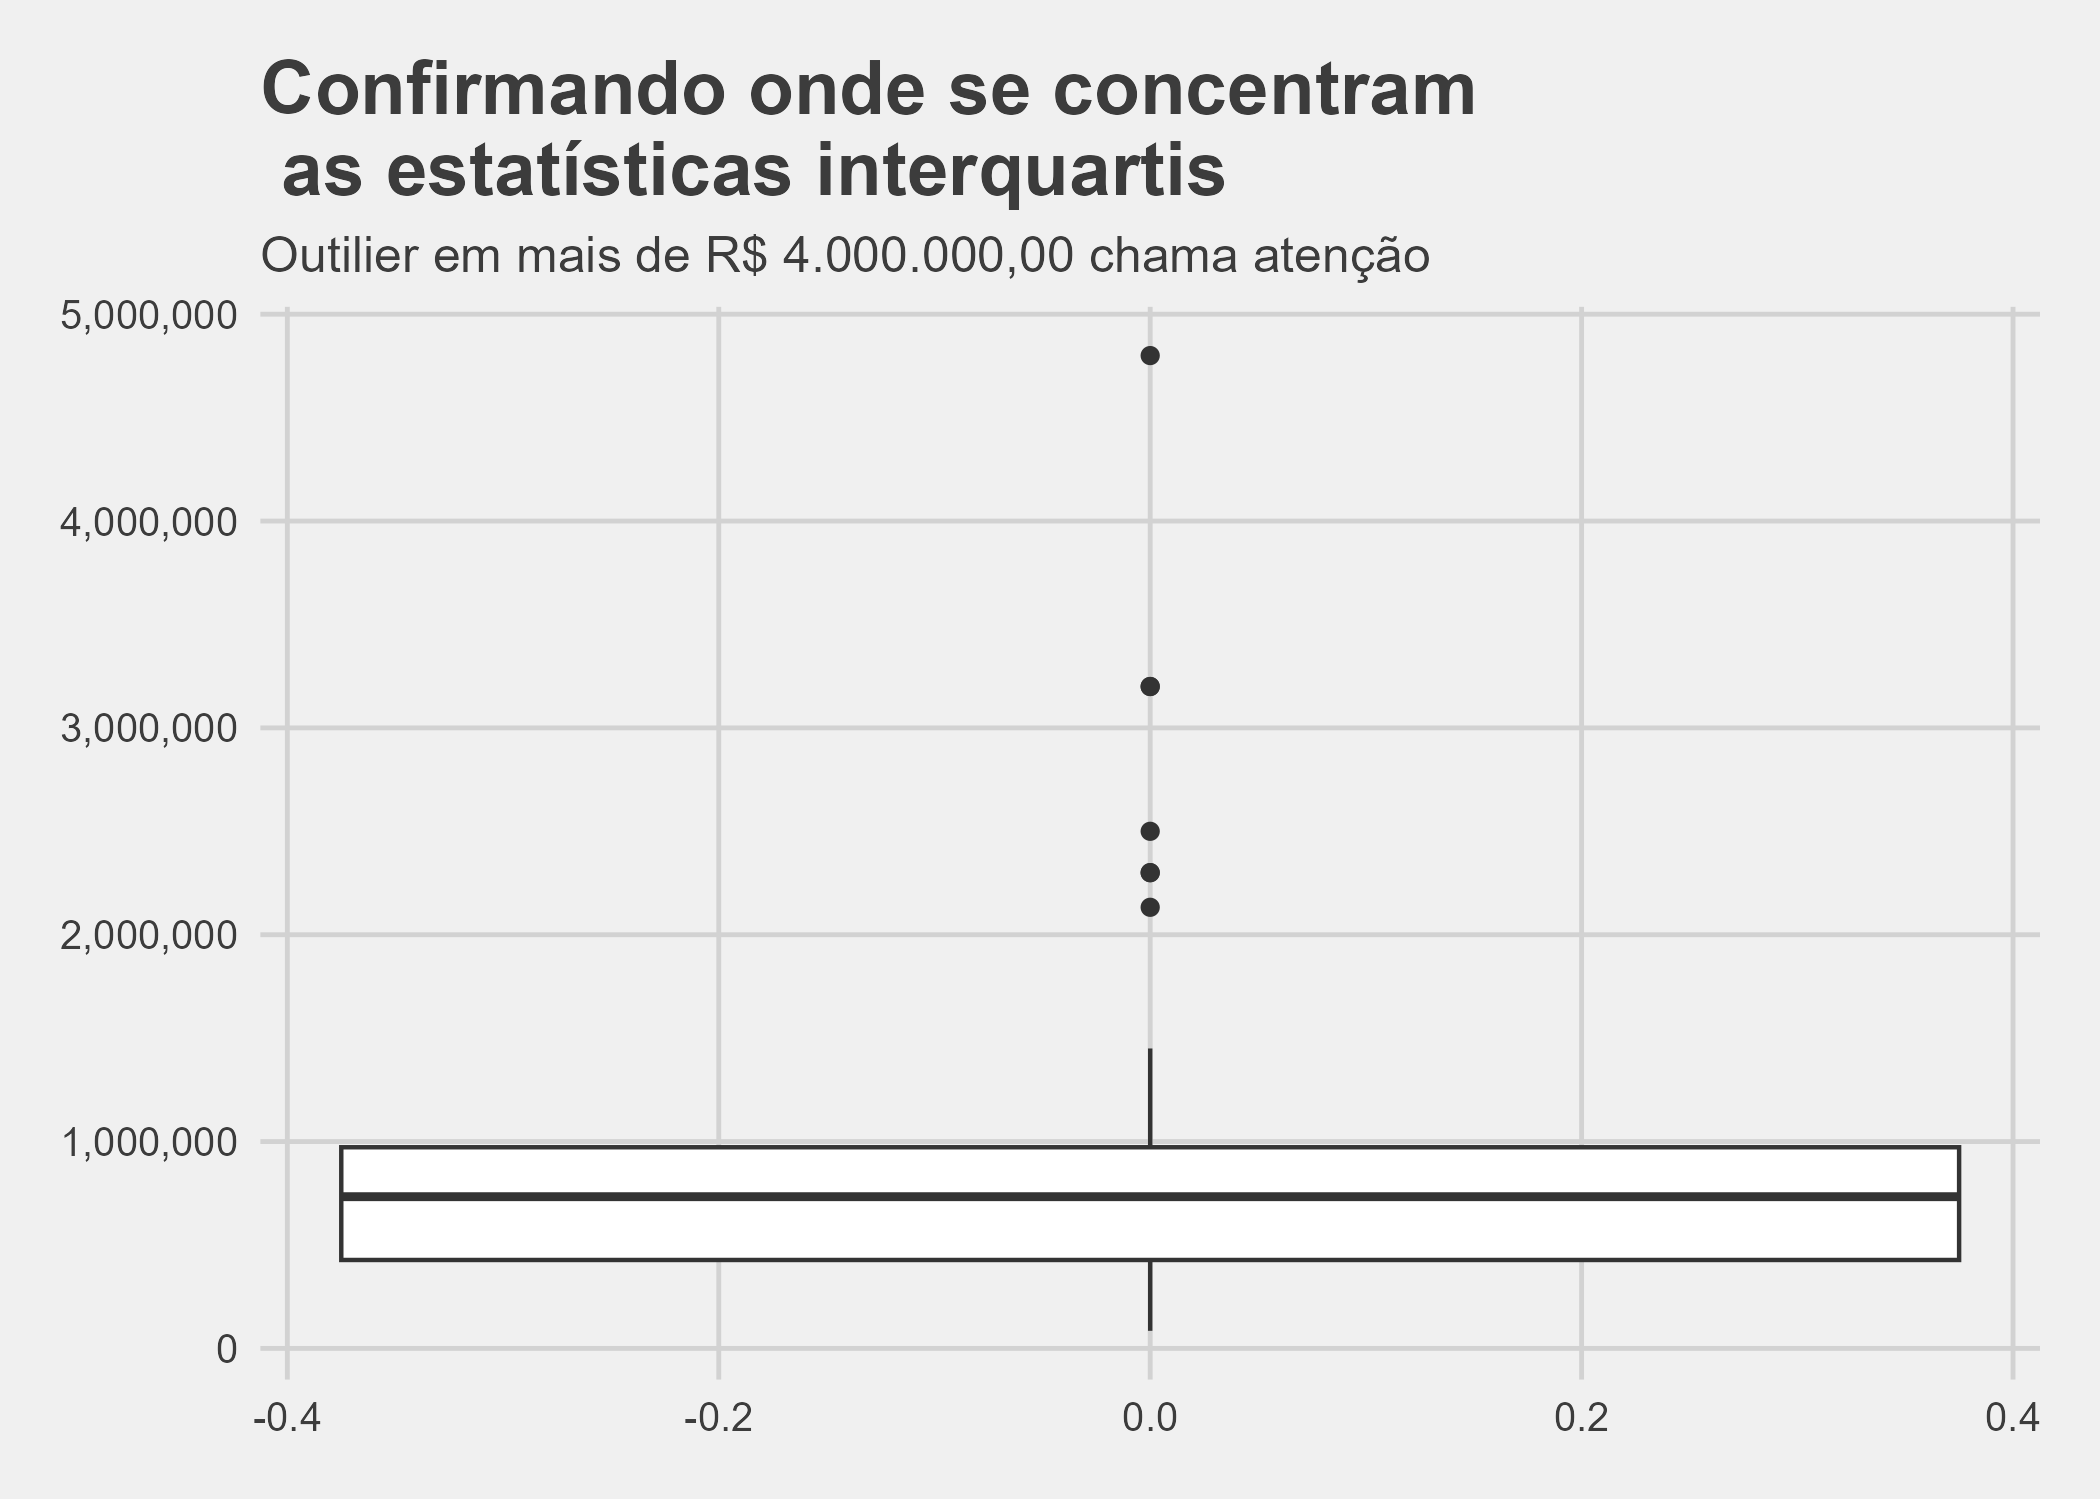 Confirmando onde se concentram
as estatísticas interquartis
Outilier em mais de R$ 4.000.000,00 chama atenção
5,000,000
4,000,000
3,000,000
2,000,000
1,000,000
0
-0.4 -0.2 0.0 0.2 0.4